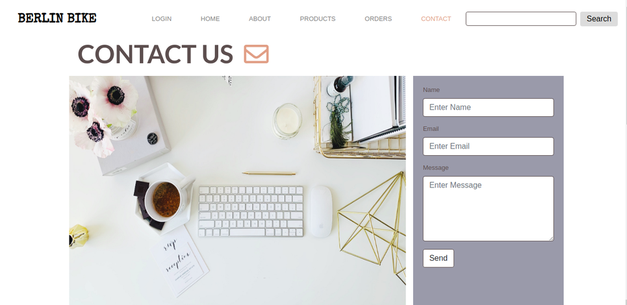 BERLIN BIKE
LOGIN HOME ABOUT PRODUCTS ORDERS CONTACT Search
CONTACT US
Name
Enter Name
Email
Enter Email
Message
Enter Message
Send